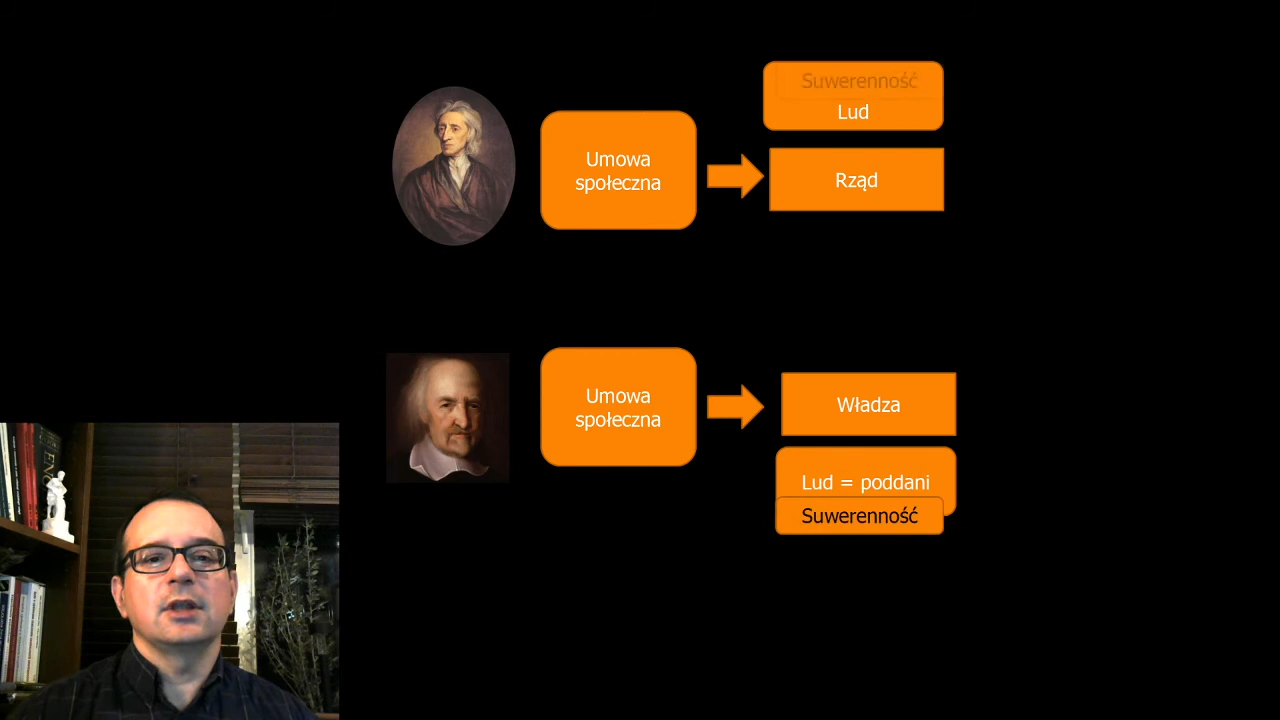 Suwerenność
Lud
Umowa
społeczna
Rząd
Umowa
społeczna
Władza
Lud = poddani
Suwerenność